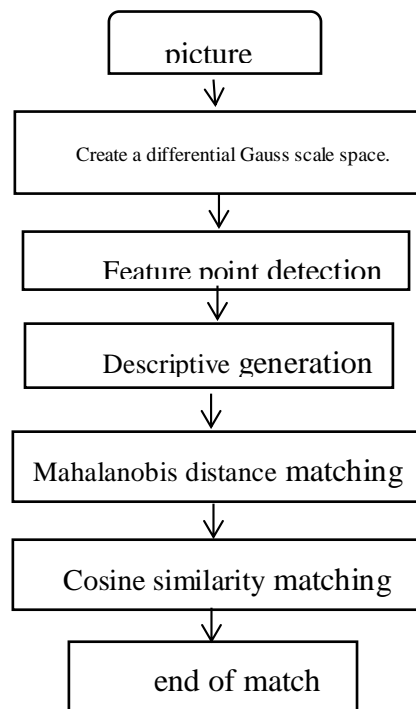 picture
Create a differential Gauss scale space.
Feature point detection
Descriptive generation
Mahalanobis distance matching
Cosine similarity matching
end of match